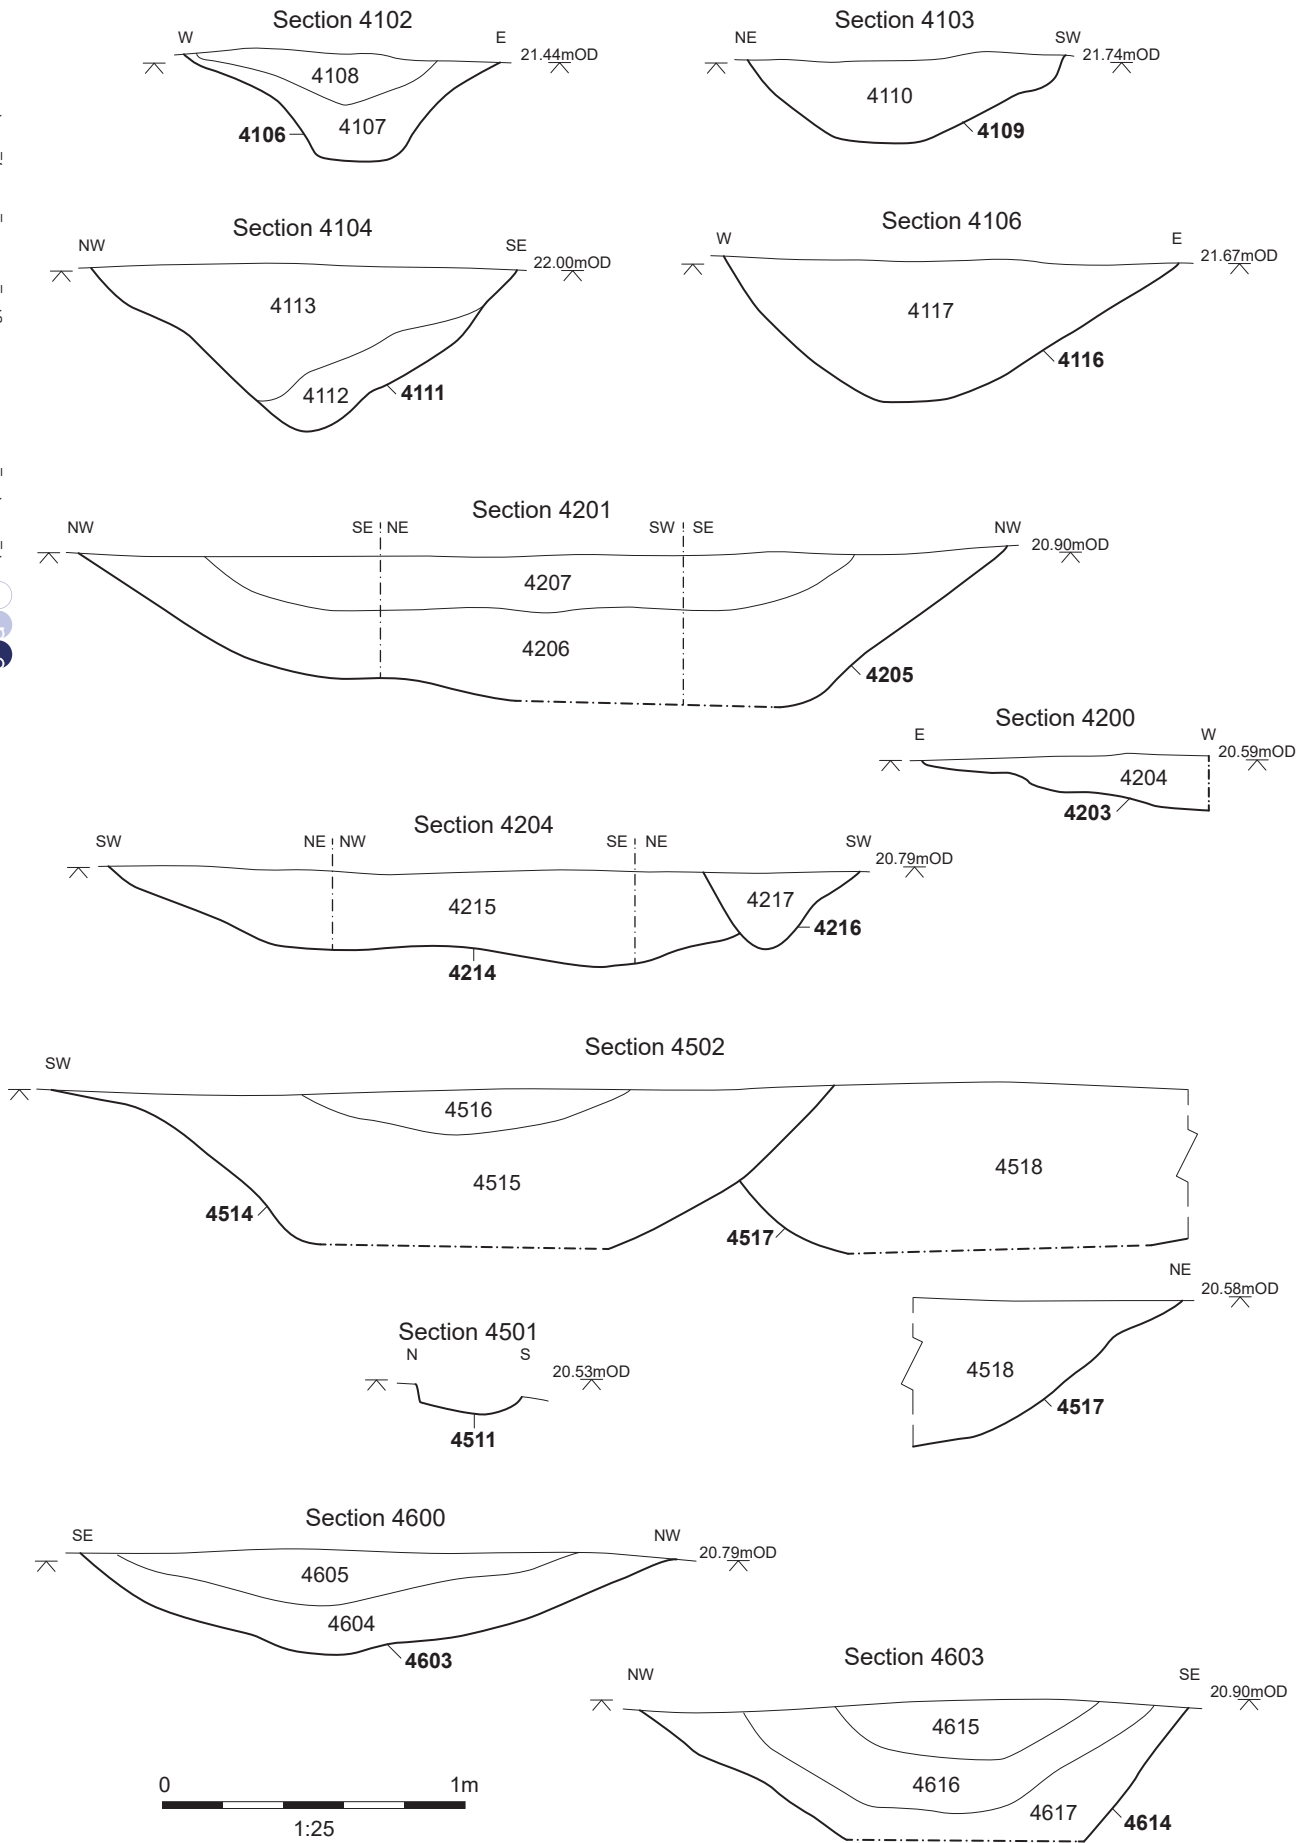 Section 4102
W
E
21.44mOD
4108
4107
4106
Section 4103
NE
SW
21.74mOD
4110
4109
Section 4104
NW
SE
22.00mOD
4113
4112
4111
Section 4106
W
E
21.67mOD
4117
4116
Section 4201
NW
SE NE
SW SE
NW
20.90mOD
4207
4206
4205
Section 4200
E
W
20.59mOD
4204
4203
Section 4204
SW
NE NW
SE NE
SW
20.79mOD
4215
4217
4216
4214
Section 4502
SW
4516
4515
4518
4514
4517
NE
20.58mOD
4518
4517
Section 4501
N
S
20.53mOD
4511
Section 4600
SE
NW
20.79mOD
4605
4604
4603
Section 4603
NW
SE
20.90mOD
4615
4616
4617
4614
0
1m
1:25